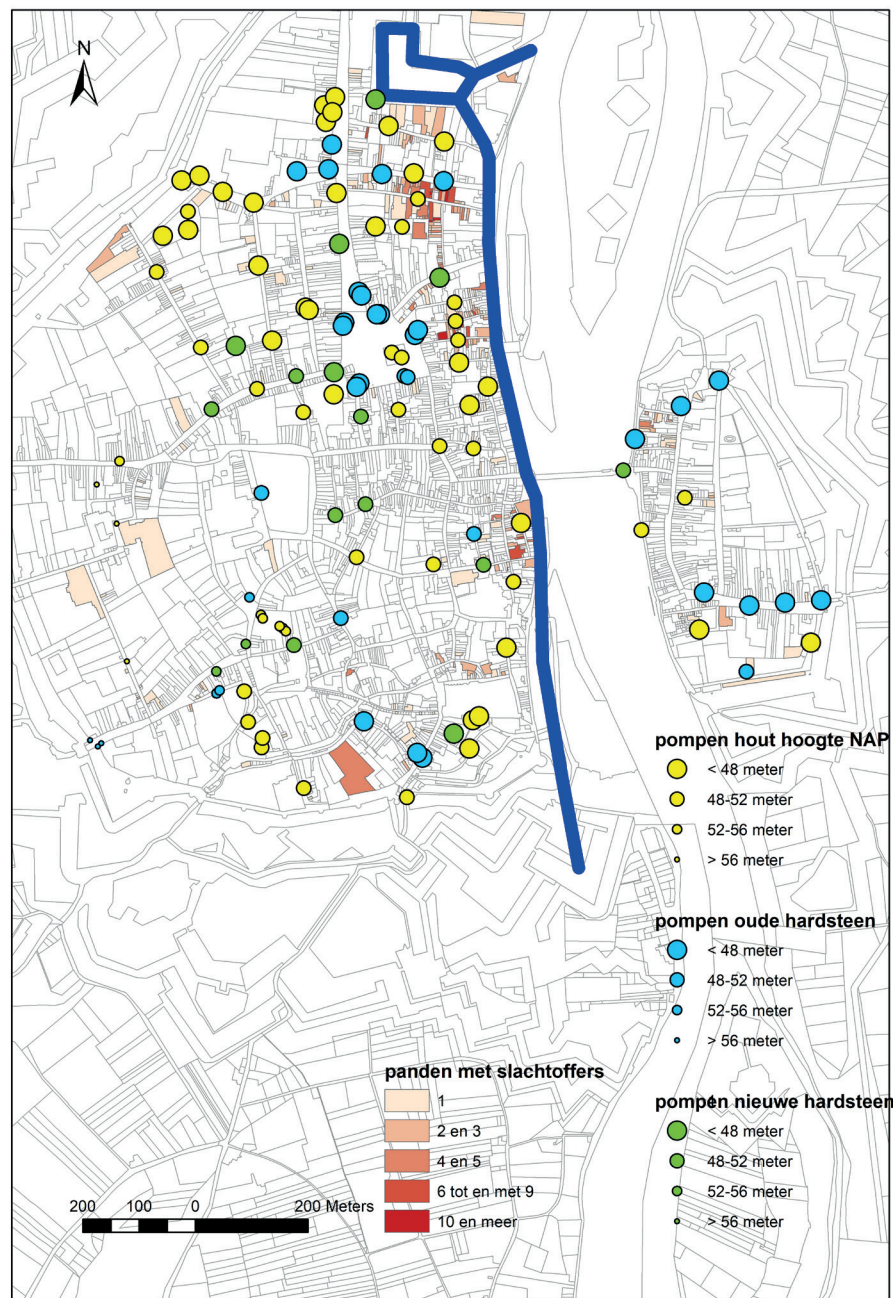 N
pompen hout hoogte NAP
< 48 meter
48-52 meter
52-56 meter
> 56 meter
pompen oude hardsteen
< 48 meter
48-52 meter
52-56 meter
> 56 meter
panden met slachtoffers
1
2 en 3
4 en 5
6 tot en met 9
10 en meer
pompen nieuwe hardsteen
< 48 meter
48-52 meter
52-56 meter
> 56 meter
200 100 0 200 Meters